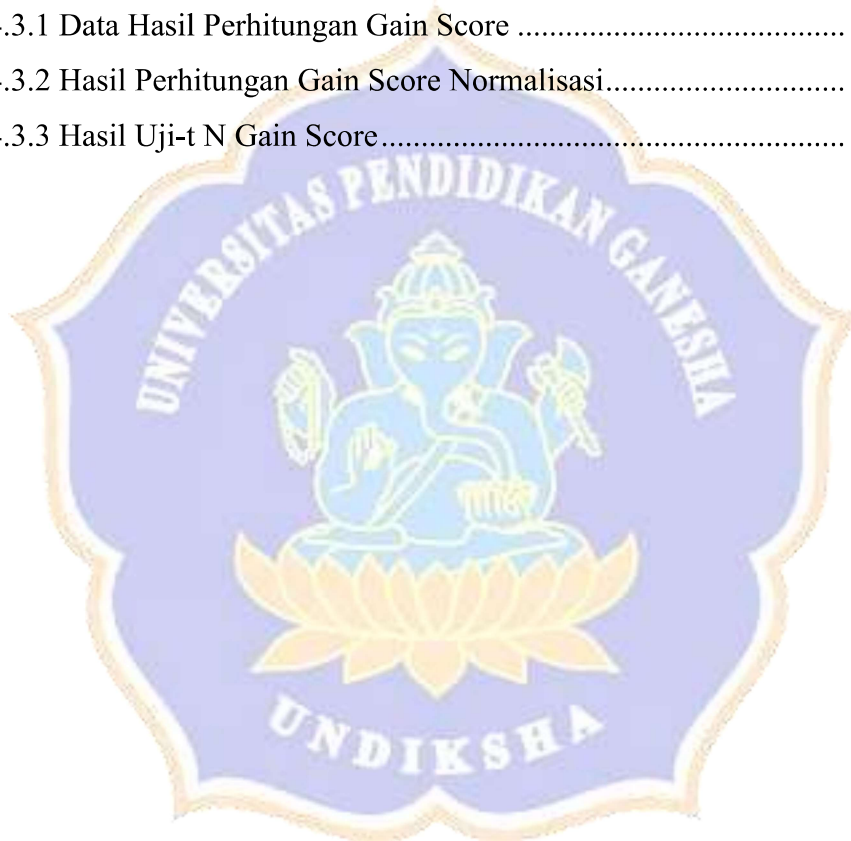 .3.1 Data Hasil Perhitungan Gain Score .........................................
.3.2 Hasil Perhitungan Gain Score Normalisasi..............................
.3.3 Hasil Uji-t N Gain Score..........................................................
UNIVERSITAS PENDIDIKAN GANESHA
UNDIKSHA